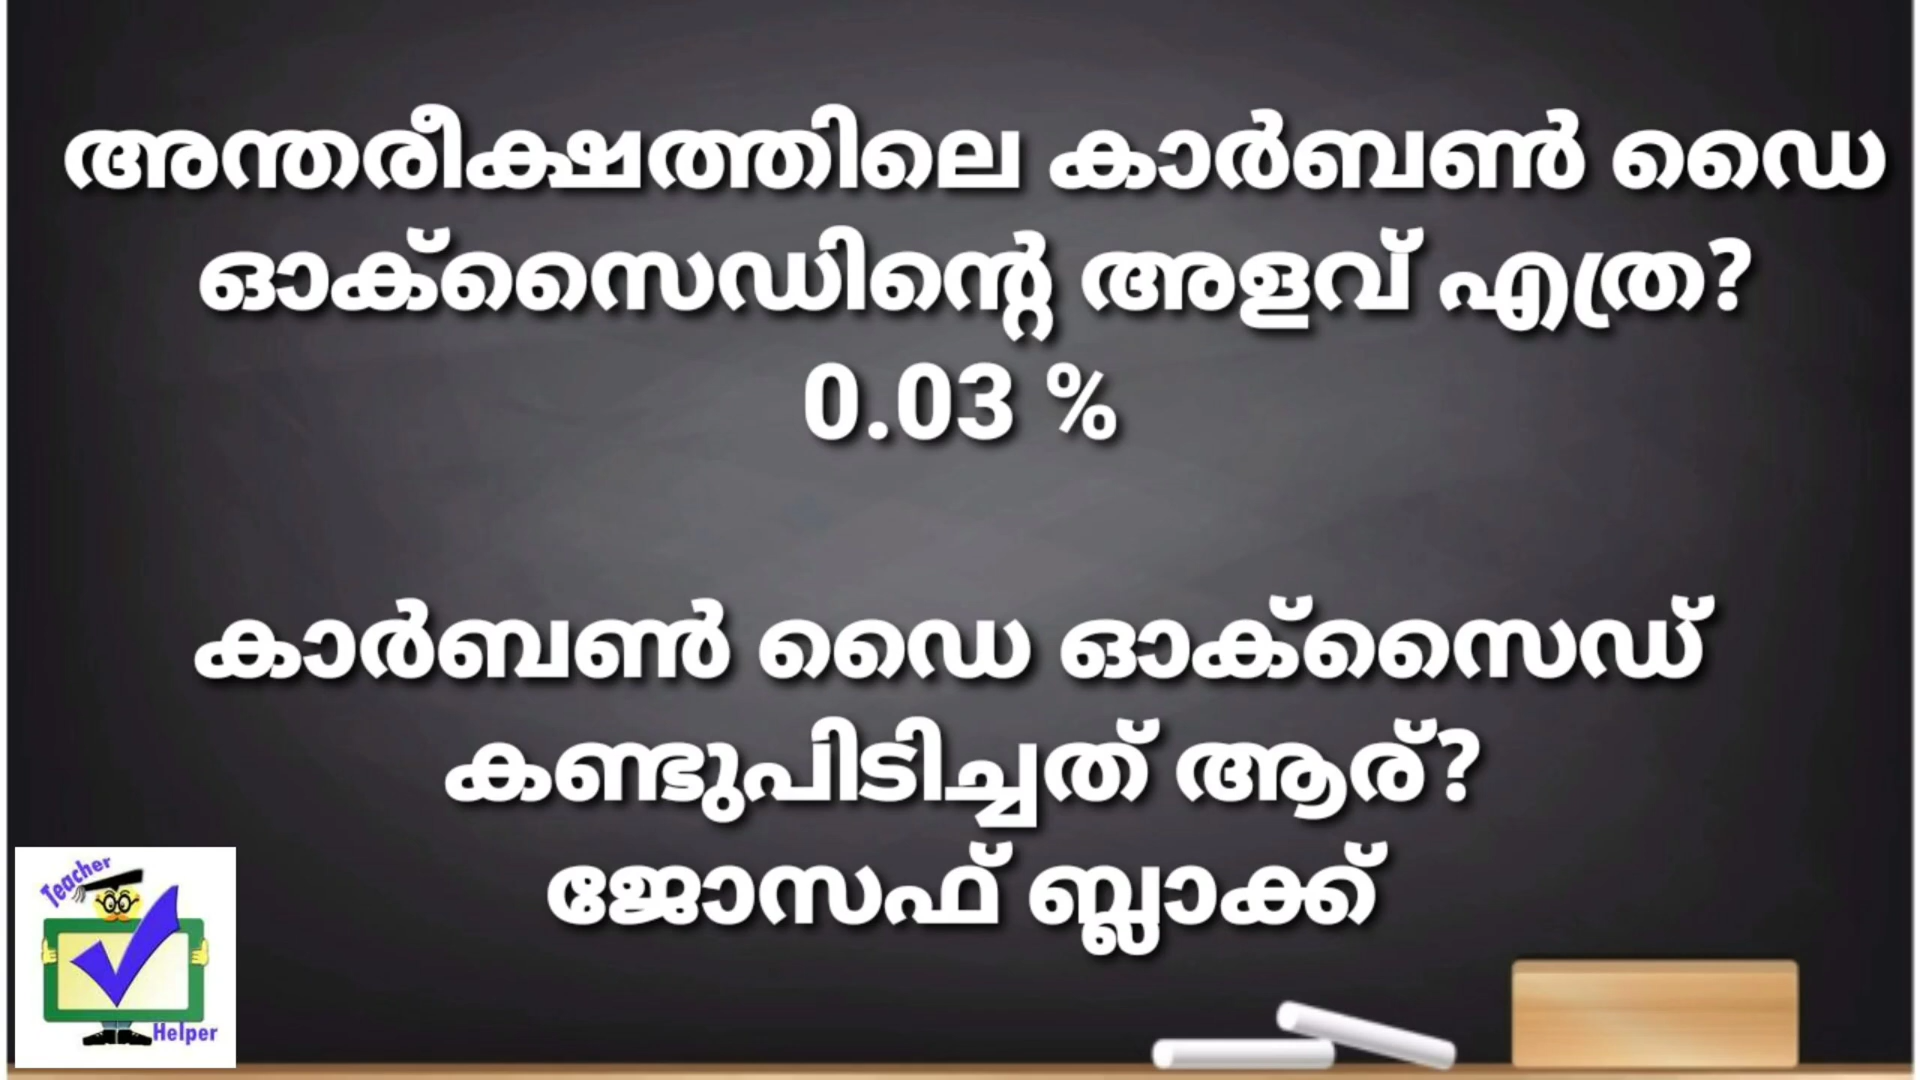 അന്തരീക്ഷത്തിലെ കാർബൺ ഡൈ
ഓക്സൈഡിന്റെ അളവ് എത്ര?
0.03 %
കാർബൺ ഡൈ ഓക്സൈഡ്
കണ്ടുപിടിച്ചത് ആര്?
ജോസഫ് ബ്ലാക്ക്
Teacher
Helper